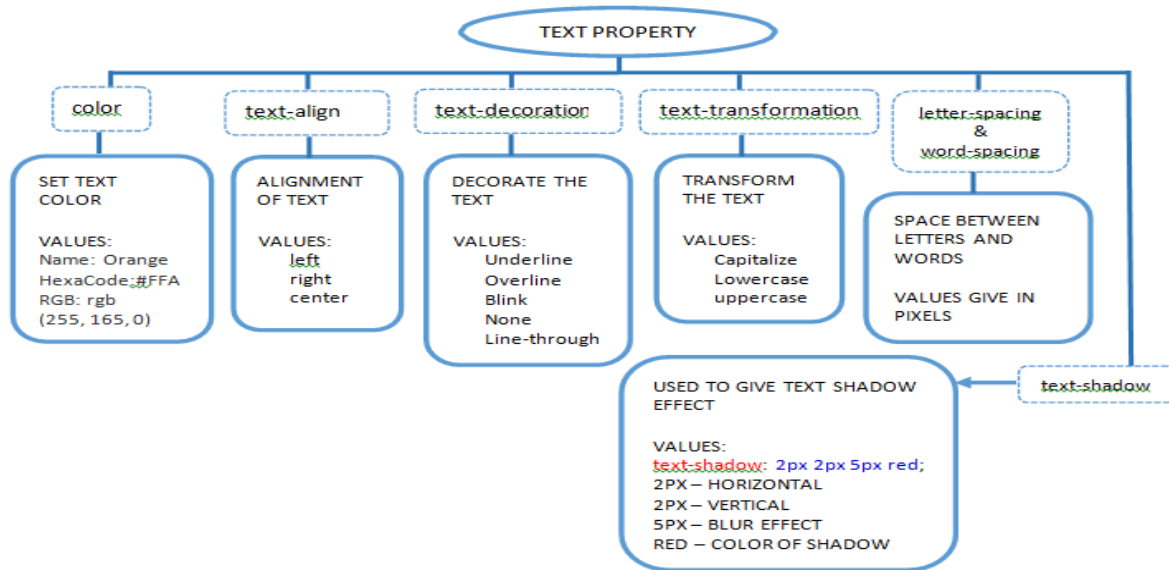 TEXT PROPERTY
color
text-align
text-decoration
text-transformation
letter-spacing
&
word-spacing
SET TEXT
COLOR
VALUES:
Name: Orange
HexaCode:#FFA
RGB: rgb
(255, 165, 0)
ALIGNMENT
OF TEXT
VALUES:
left
right
center
DECORATE THE
TEXT
VALUES:
Underline
Overline
Blink
None
Line-through
TRANSFORM
THE TEXT
VALUES:
Capitalize
Lowercase
uppercase
SPACE BETWEEN
LETTERS AND
WORDS
VALUES GIVE IN
PIXELS
text-shadow
USED TO GIVE TEXT SHADOW
EFFECT
VALUES:
text-shadow: 2px 2px 5px red;
2PX – HORIZONTAL
2PX – VERTICAL
5PX – BLUR EFFECT
RED – COLOR OF SHADOW